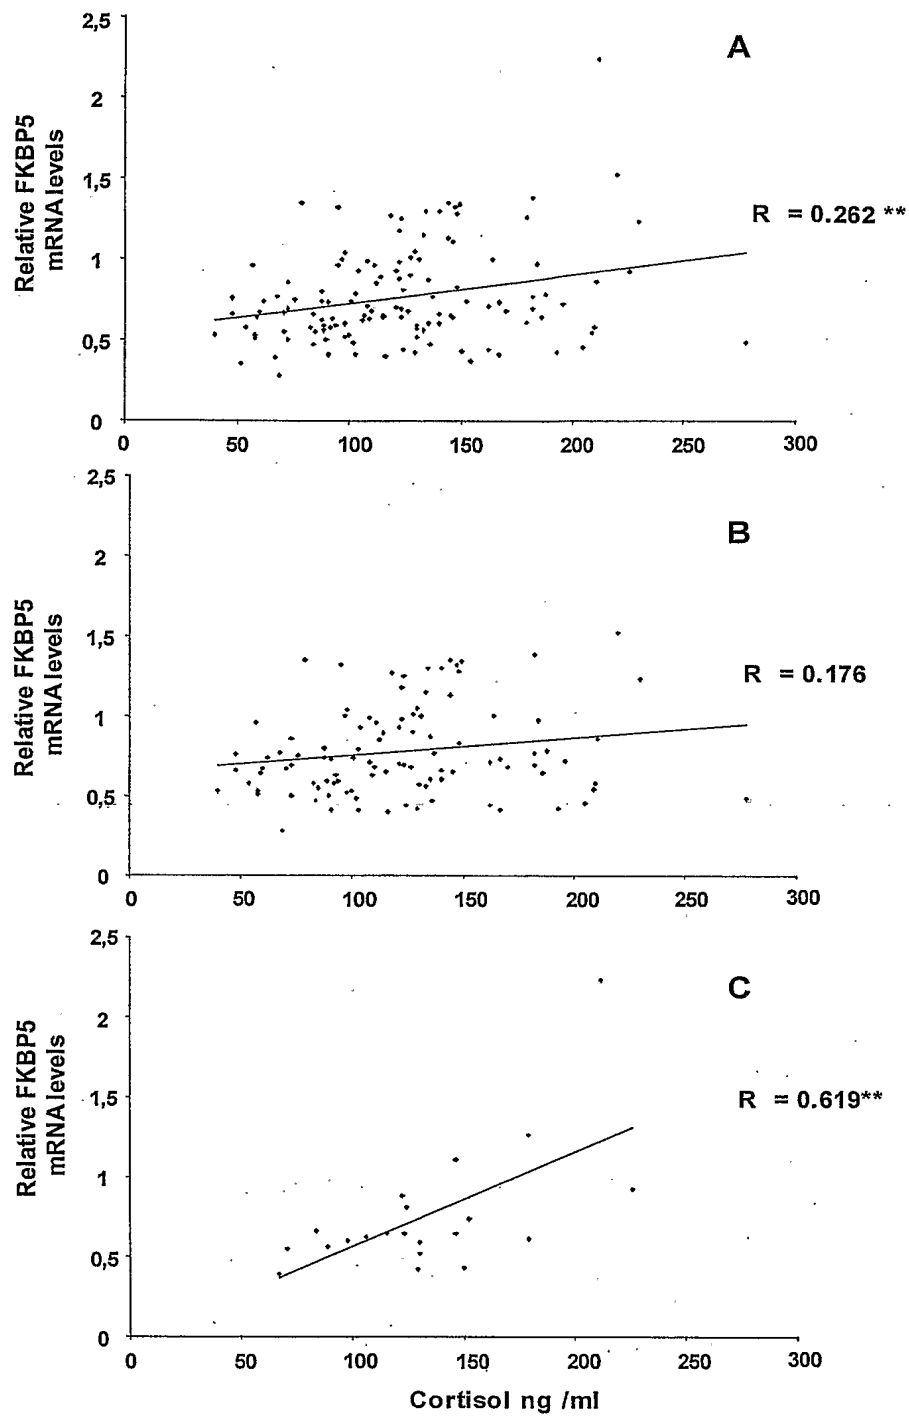 A
Relative FKBP5
mRNA levels
2,5
2
1,5
1
0,5
0
R = 0.262 **
0 50 100 150 200 250 300
B
Relative FKBP5
mRNA levels
2,5
2
1,5
1
0,5
0
R = 0.176
0 50 100 150 200 250 300
C
Relative FKBP5
mRNA levels
2,5
2
1,5
1
0,5
0
R = 0.619**
0 50 100 150 200 250 300
Cortisol ng /ml